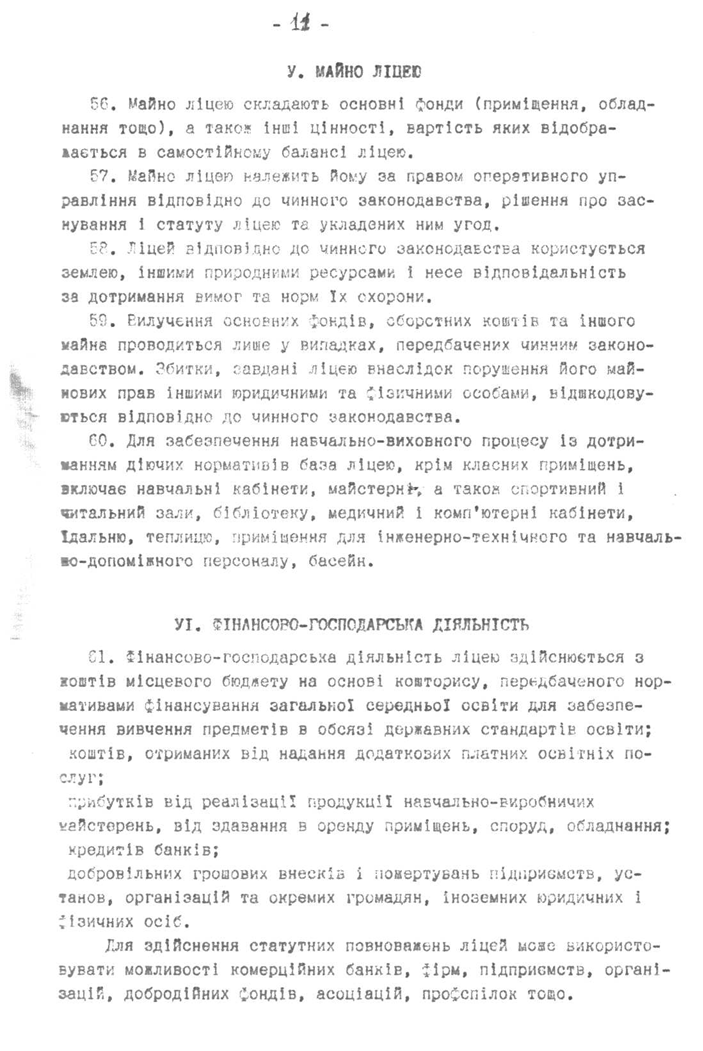 - 11 -
У. МАЙНО ЛІЦЕЮ
56. Майно ліцею складають основні фонди (приміщення, облад-
нання тощо), а також інші цінності, вартість яких відобра-
жається в самостійному балансі ліцею.
57. Майно ліцею належить йому за правом оперативного уп-
равління відповідно до чинного законодавства, рішення про зас-
нування і статуту ліцею та укладених ним угод.
58. Ліцей відповідно до чинного законодавства користується
землею, іншими природними ресурсами і несе відповідальність
за дотримання вимог та норм їх охорони.
59. Вилучення основних фондів, оборотних коштів та іншого
майна проводиться лише у випадках, передбачених чинним законо-
давством. Збитки, завдані ліцею внаслідок порушення його май-
нових прав іншими юридичними та фізичними особами, відшкодову-
ються відповідно до чинного законодавства.
60. Для забезпечення навчально-виховного процесу із дотри-
манням діючих нормативів база ліцею, крім класних приміщень,
включає навчальні кабінети, майстерні, а також спортивний і
читальний зали, бібліотеку, медичний і комп'ютерні кабінети,
їдальню, теплицю, приміщення для інженерно-технічного та навчаль-
но-допоміжного персоналу, басейн.
УІ. ФІНАНСОВО-ГОСПОДАРСЬКА ДІЯЛЬНІСТЬ
61. Фінансово-господарська діяльність ліцею здійснюється з
коштів місцевого бюджету на основі кошторису, передбаченого нор-
мативами фінансування загальної середньої освіти для забезпе-
чення вивчення предметів в обсязі державних стандартів освіти;
коштів, отриманих від надання додаткових платних освітніх по-
слуг;
прибутків від реалізації продукції навчально-виробничих
майстерень, від здавання в оренду приміщень, споруд, обладнання;
кредитів банків;
добровільних грошових внесків і пожертувань підприємств, ус-
танов, організацій та окремих громадян, іноземних юридичних і
фізичних осіб.
Для здійснення статутних повноважень ліцей може використо-
вувати можливості комерційних банків, фірм, підприємств, органі-
зацій, добродійних фондів, асоціацій, профспілок тощо.